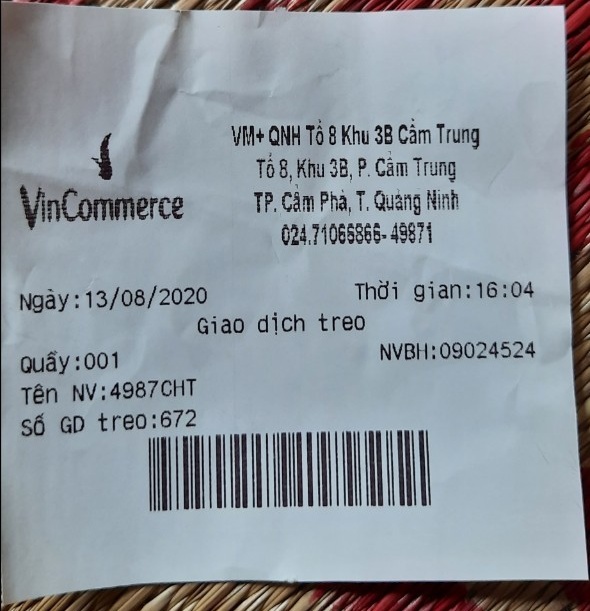 VinCommerce
VM+ QNH Tổ 8 Khu 3B Cẩm Trung
Tổ 8, Khu 3B, P. Cẩm Trung
TP. Cẩm Phả, T. Quảng Ninh
024.71066866-49871
Ngày:13/08/2020 Thời gian:16:04
Giao dịch treo
Quầy:001 NVBH:09024524
Tên NV:4987CHT
Số GD treo:672